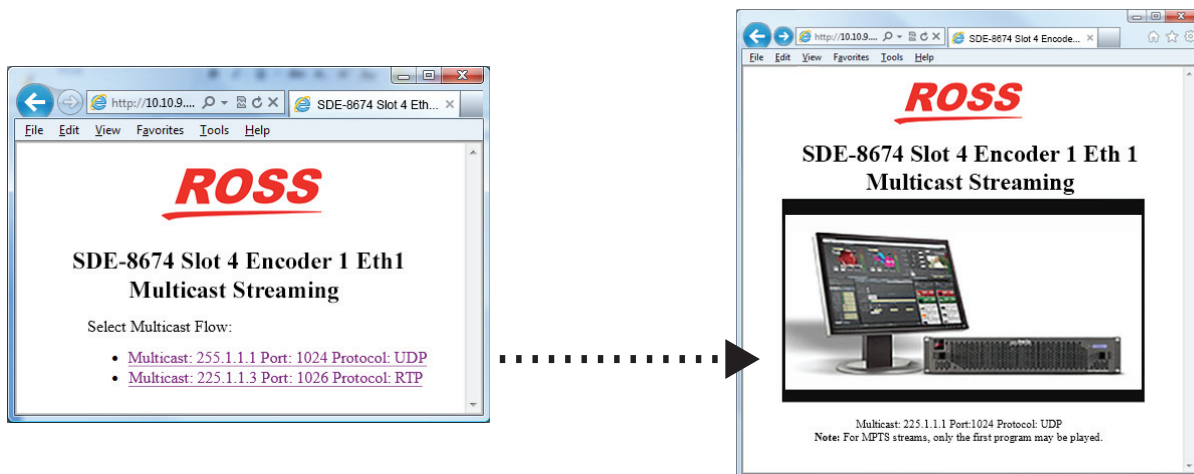 http://10.10.9....
SDE-8674 Slot 4 Eth...
File Edit View Favorites Tools Help
ROSS
SDE-8674 Slot 4 Encoder 1 Eth1
Multicast Streaming
Select Multicast Flow:
• Multicast: 255.1.1.1 Port: 1024 Protocol: UDP
• Multicast: 225.1.1.3 Port: 1026 Protocol: RTP
http://10.10.9....
SDE-8674 Slot 4 Encode...
File Edit View Favorites Tools Help
ROSS
SDE-8674 Slot 4 Encoder 1 Eth 1
Multicast Streaming
Multicast: 225.1.1.1 Port:1024 Protocol: UDP
Note: For MPTS streams, only the first program may be played.